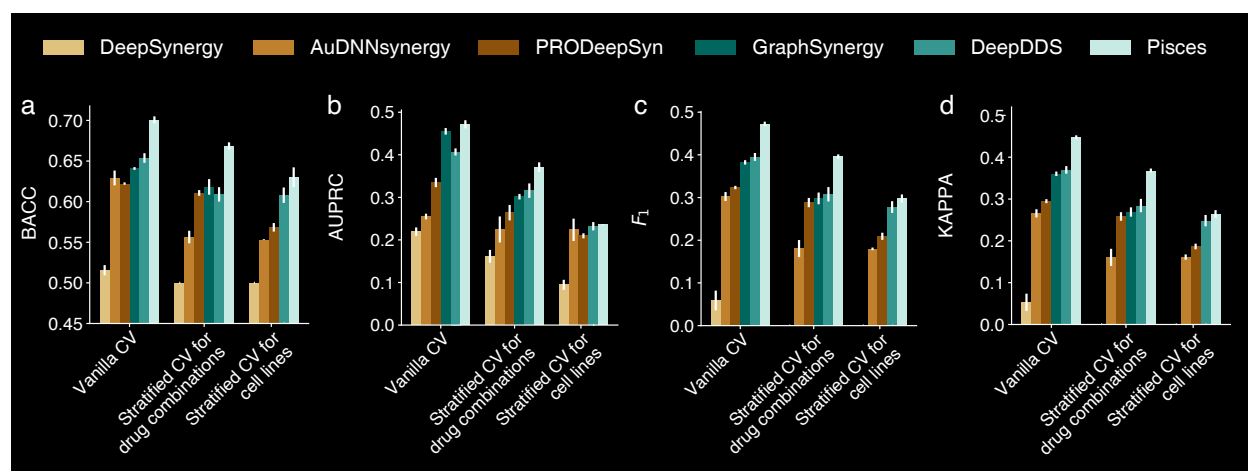 DeepSynergy AuDNNsynergy PRODeepSyn GraphSynergy DeepDDS Pisces
a
BACC
0.70
0.65
0.60
0.55
0.50
0.45
Vanilla CV
Stratified CV for
drug combinations
Stratified CV for
cell lines
b
AUPRC
0.5
0.4
0.3
0.2
0.1
0.0
Vanilla CV
Stratified CV for
drug combinations
Stratified CV for
cell lines
c
F1
0.5
0.4
0.3
0.2
0.1
0.0
Vanilla CV
Stratified CV for
drug combinations
Stratified CV for
cell lines
d
KAPPA
0.5
0.4
0.3
0.2
0.1
0.0
Vanilla CV
Stratified CV for
drug combinations
Stratified CV for
cell lines